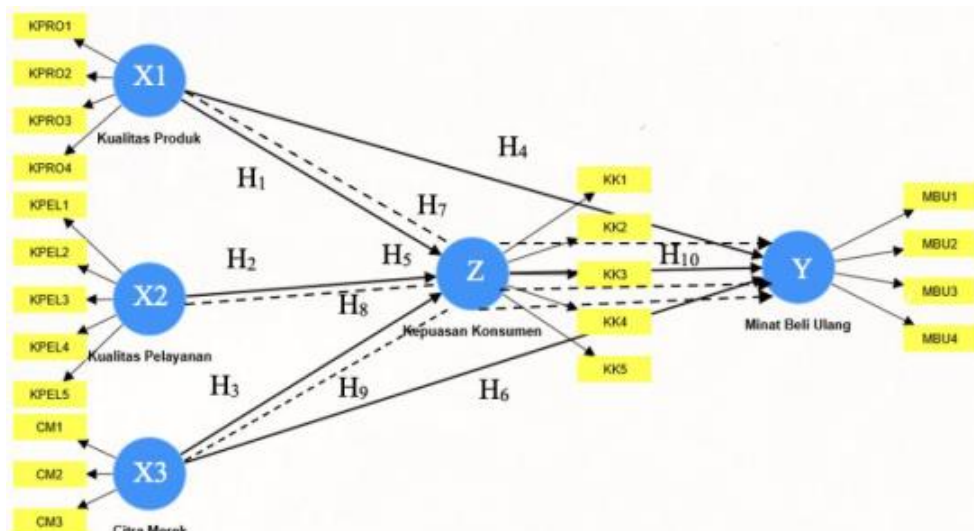 KPRO1
KPRO2
KPRO3
KPRO4
X1
Kualitas Produk
KPEL1
KPEL2
KPEL3
KPEL4
KPEL5
X2
Kualitas Pelayanan
CM1
CM2
CM3
X3
Citra Merek
H1
H2
H3
H4
H5
H6
H7
H8
H9
H10
Z
Kepuasan Konsumen
KK1
KK2
KK3
KK4
KK5
Y
Minat Beli Ulang
MBU1
MBU2
MBU3
MBU4